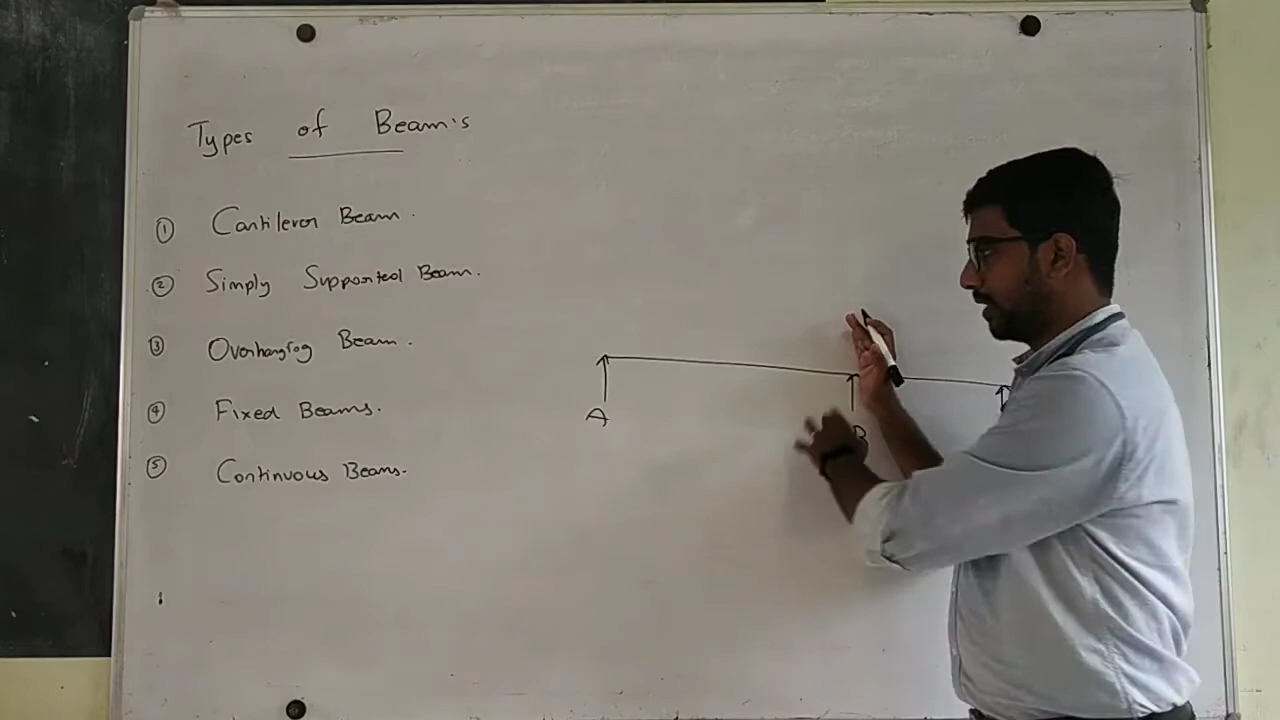 Types of Beam's
① Cantilever Beam.
② Simply Supported Beam.
③ Overhanging Beam.
④ Fixed Beams.
⑤ Continuous Beams.
A
B